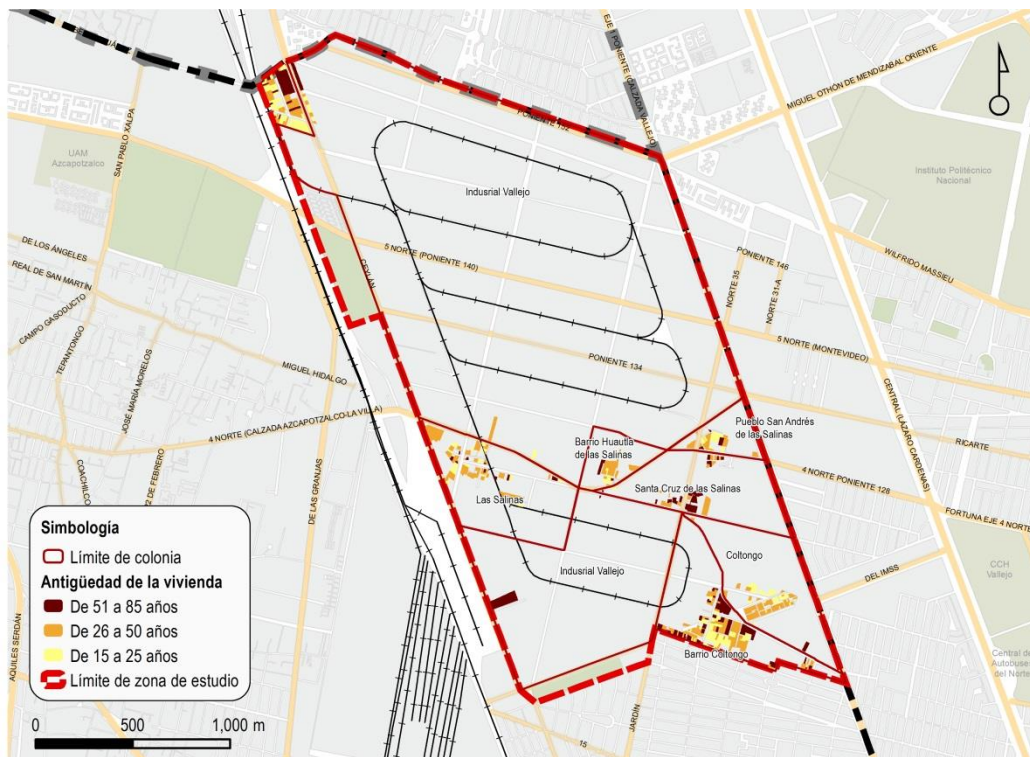 EJE 1 PONIENTE (CALZADA VALLEJO)
MIGUEL OTHÓN DE MENDIZABAL ORIENTE
SAN PABLO XALPA
PONIENTE 152
UAM
Azcapotzalco
Instituto Politécnico
Nacional
Indusrial Vallejo
DE LOS ÁNGELES
REAL DE SAN MARTÍN
CEYLÁN
5 NORTE (PONIENTE 140)
NORTE 35
PONIENTE 146
NORTE 31-A
WILFRIDO MASSIEU
CAMPO GASODUCTO
TEPANTONGO
JOSÉ MARÍA MORELOS
MIGUEL HIDALGO
PONIENTE 134
5 NORTE (MONTEVIDEO)
CENTRAL (LÁZARO CARDENAS)
4 NORTE (CALZADA AZCAPOTZALCO-LA VILLA)
Pueblo San Andrés
de las Salinas
RICARTE
Barrio Huautla
de las Salinas
COACHILCO
22 DE FEBRERO
DE LAS GRANJAS
4 NORTE PONIENTE 128
Santa Cruz de las Salinas
Las Salinas
FORTUNA EJE 4 NORTE
Coltongo
Indusrial Vallejo
DEL IMSS
CCH
Vallejo
Barrio Coltongo
Central de
Autobuses
del Norte
AQUILES SERDÁN
JARDÍN
15
Simbología
Límite de colonia
Antigüedad de la vivienda
De 51 a 85 años
De 26 a 50 años
De 15 a 25 años
Límite de zona de estudio
0 500 1,000 m